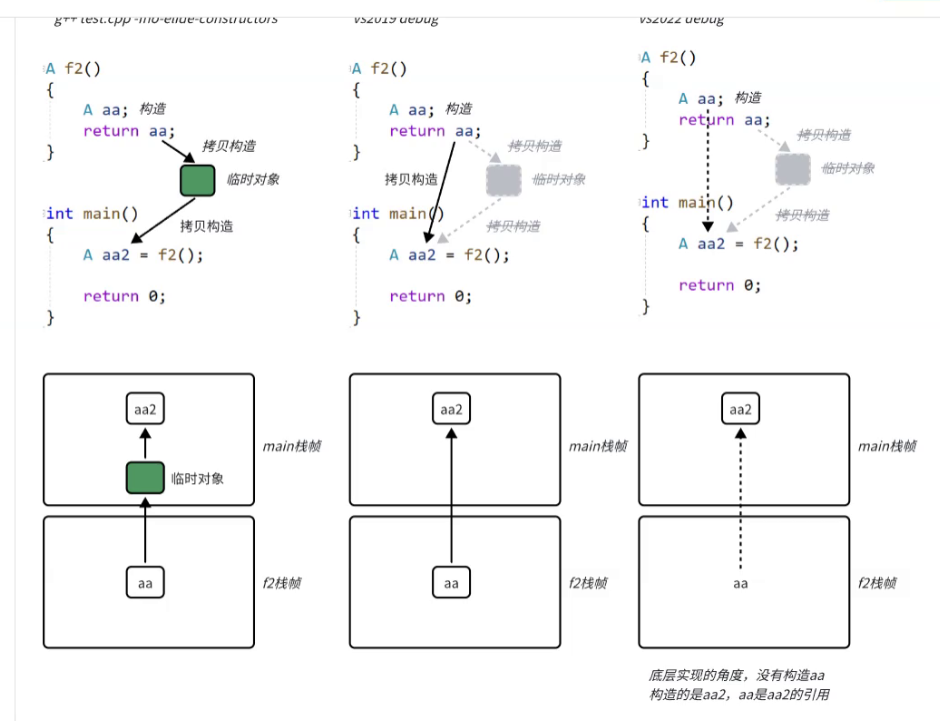 g++ test.cpp -fno-elide-constructors
A f2()
{
A aa; 构造
return aa;
拷贝构造
}
临时对象
int main()
拷贝构造
{
A aa2 = f2();
return 0;
}
vs2019 debug
A f2()
{
A aa; 构造
return aa;
拷贝构造
}
拷贝构造
临时对象
int main()
拷贝构造
{
A aa2 = f2();
return 0;
}
vs2022 debug
A f2()
{
A aa; 构造
return aa;
拷贝构造
}
临时对象
int main()
拷贝构造
{
A aa2 = f2();
return 0;
}
aa2
main栈帧
临时对象
aa
f2栈帧
aa2
main栈帧
aa
f2栈帧
aa2
main栈帧
aa
f2栈帧
底层实现的角度，没有构造aa
构造的是aa2，aa是aa2的引用